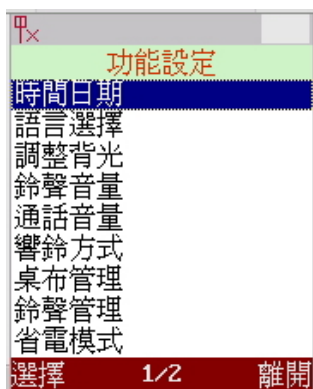 功能設定
時間日期
語言選擇
調整背光
鈴聲音量
通話音量
響鈴方式
桌布管理
鈴聲管理
省電模式
選擇 1/2 離開